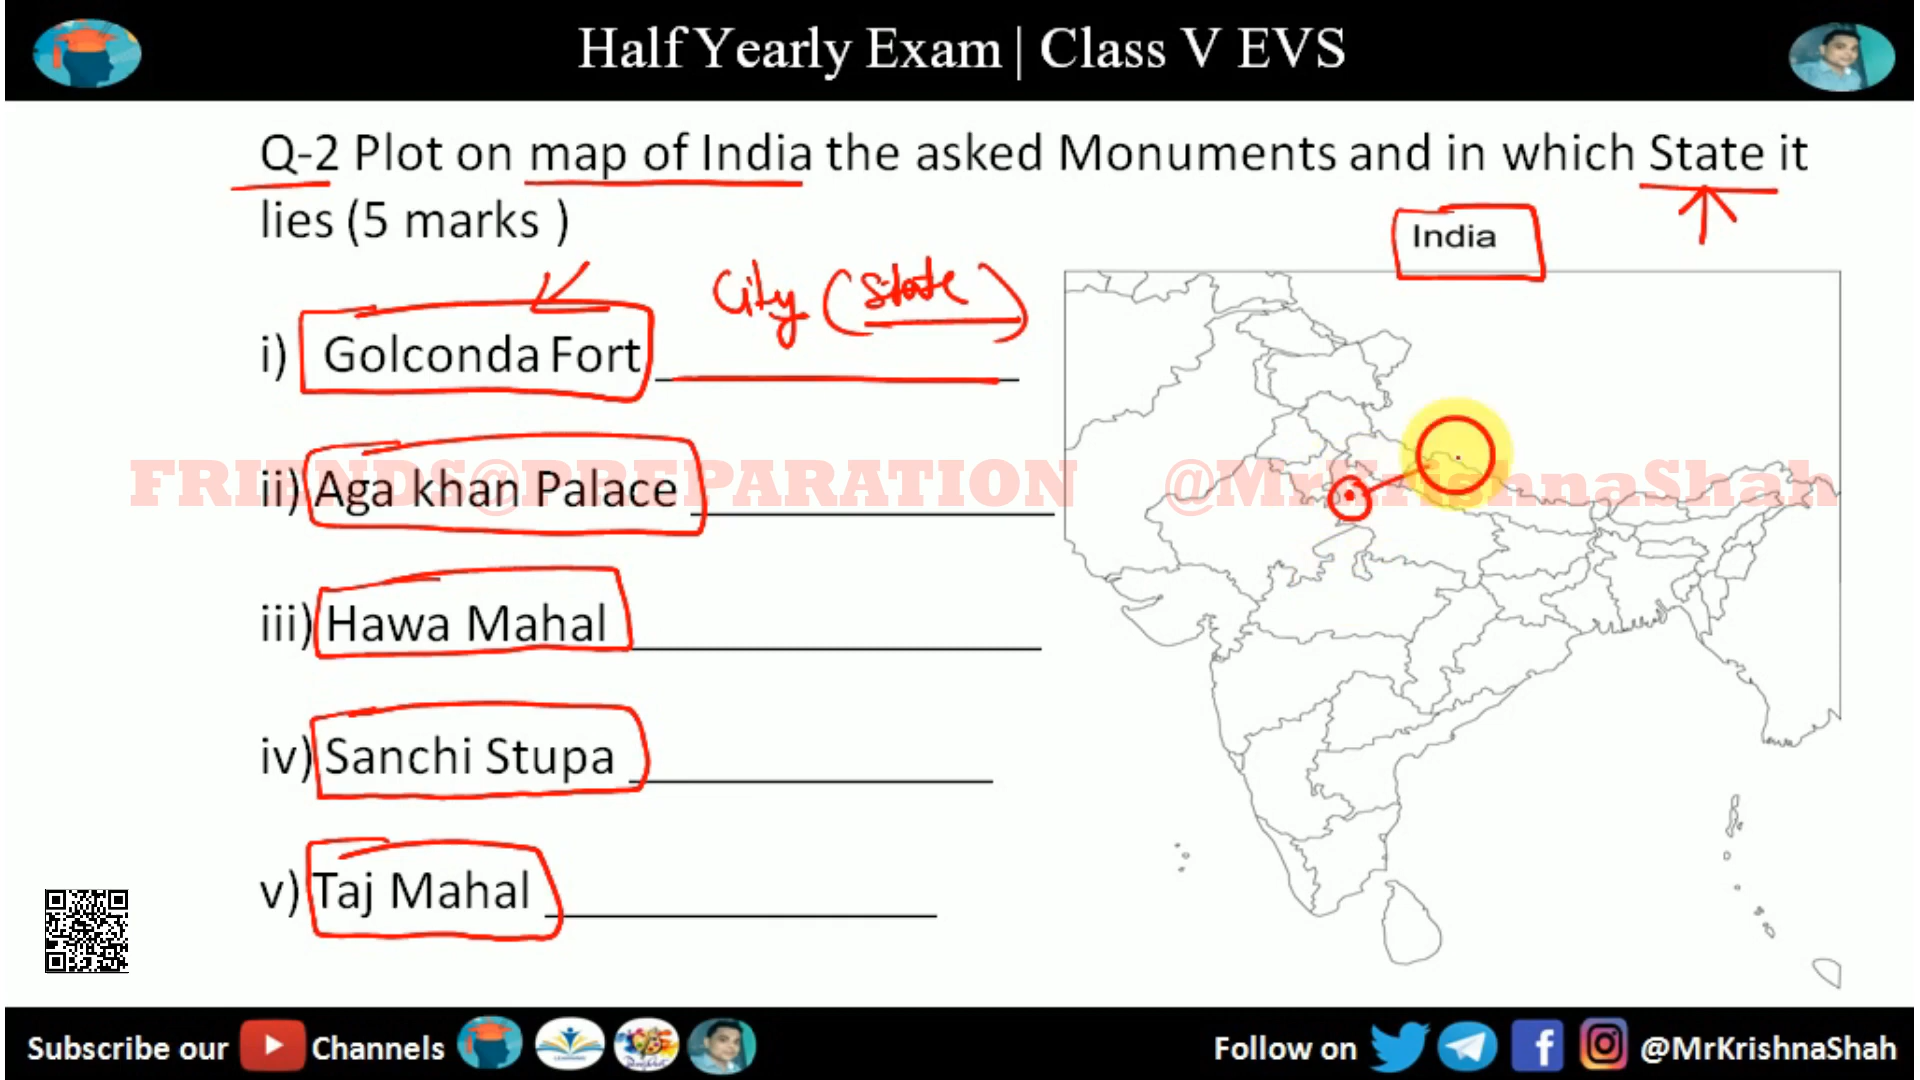 Half Yearly Exam | Class V EVS
Q-2 Plot on map of India the asked Monuments and in which State it
lies (5 marks )
India
City (State)
i) Golconda Fort
FRIENDS@PREPARATION @MrKrishnaShah
ii) Aga khan Palace
iii) Hawa Mahal
iv) Sanchi Stupa
v) Taj Mahal
Subscribe our Channels
Follow on @MrKrishnaShah